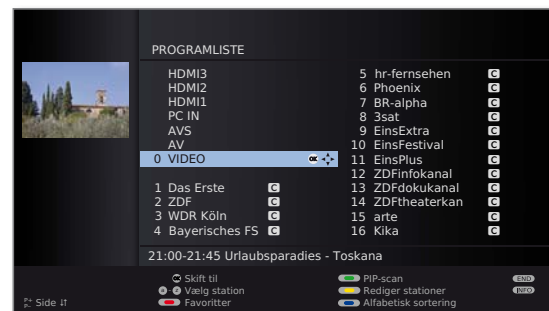 PROGRAMLISTE
HDMI3
HDMI2
HDMI1
PC IN
AVS
AV
0 VIDEO OK
1 Das Erste C
2 ZDF C
3 WDR Köln C
4 Bayerisches FS C
5 hr-fernsehen C
6 Phoenix C
7 BR-alpha C
8 3sat C
9 EinsExtra C
10 EinsFestival C
11 EinsPlus C
12 ZDFinfokanal C
13 ZDFdokukanal C
14 ZDFtheaterkan C
15 arte C
16 Kika C
21:00-21:45 Urlaubsparadies - Toskana
OK Skift til
Vælg station
Favoritter
PIP-scan
Rediger stationer
Alfabetisk sortering
END
INFO
P+ P- Side